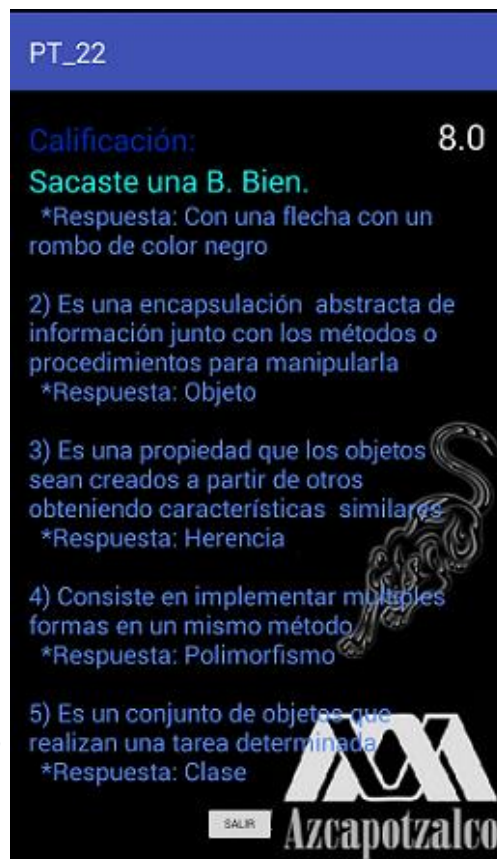 PT_22
Calificación: 8.0
Sacaste una B. Bien.
*Respuesta: Con una flecha con un
rombo de color negro
2) Es una encapsulación abstracta de
información junto con los métodos o
procedimientos para manipularla
*Respuesta: Objeto
3) Es una propiedad que los objetos
sean creados a partir de otros
obteniendo características similares
*Respuesta: Herencia
4) Consiste en implementar múltiples
formas en un mismo método
*Respuesta: Polimorfismo
5) Es un conjunto de objetos que
realizan una tarea determinada
*Respuesta: Clase
SALIR
Azcapotzalco